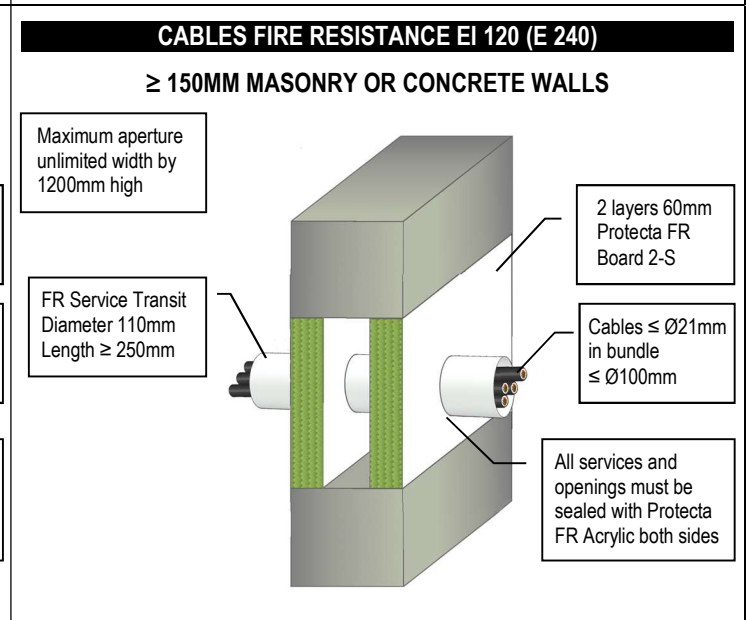 CABLES FIRE RESISTANCE EI 120 (E 240)
≥ 150MM MASONRY OR CONCRETE WALLS
Maximum aperture
unlimited width by
1200mm high
2 layers 60mm
Protecta FR
Board 2-S
FR Service Transit
Diameter 110mm
Length ≥ 250mm
Cables ≤ Ø21mm
in bundle
≤ Ø100mm
All services and
openings must be
sealed with Protecta
FR Acrylic both sides